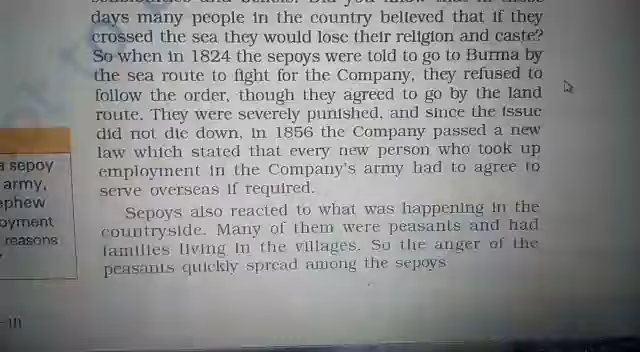 days many people in the country believed that if they
crossed the sea they would lose their religion and caste?
So when in 1824 the sepoys were told to go to Burma by
the sea route to fight for the Company, they refused to
follow the order, though they agreed to go by the land
route. They were severely punished, and since the issue
did not die down, in 1856 the Company passed a new
law which stated that every new person who took up
employment in the Company's army had to agree to
serve overseas if required.
Sepoys also reacted to what was happening in the
countryside. Many of them were peasants and had
families living in the villages. So the anger of the
peasants quickly spread among the sepoys
a sepoy
army,
ephew
oyment
reasons